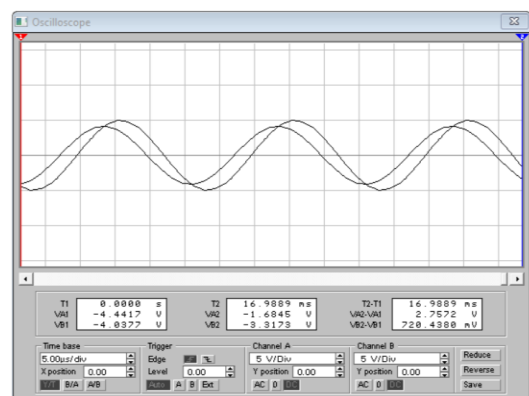 Oscilloscope
1 2
T1 0.0000 s T2 16.9889 ms T2-T1 16.9889 ms
VA1 -4.4417 V VA2 -1.6845 V VA2-VA1 2.7572 V
VB1 -4.0377 V VB2 -3.3173 V VB2-VB1 720.4380 mV
Time base Trigger Channel A Channel B
5.00µs/div Edge 5 V/Div 5 V/Div Reduce
X position 0.00 Level 0.00 Y position 0.00 Y position 0.00 Reverse
Y/T B/A A/B Auto A B Ext AC 0 DC AC 0 DC Save